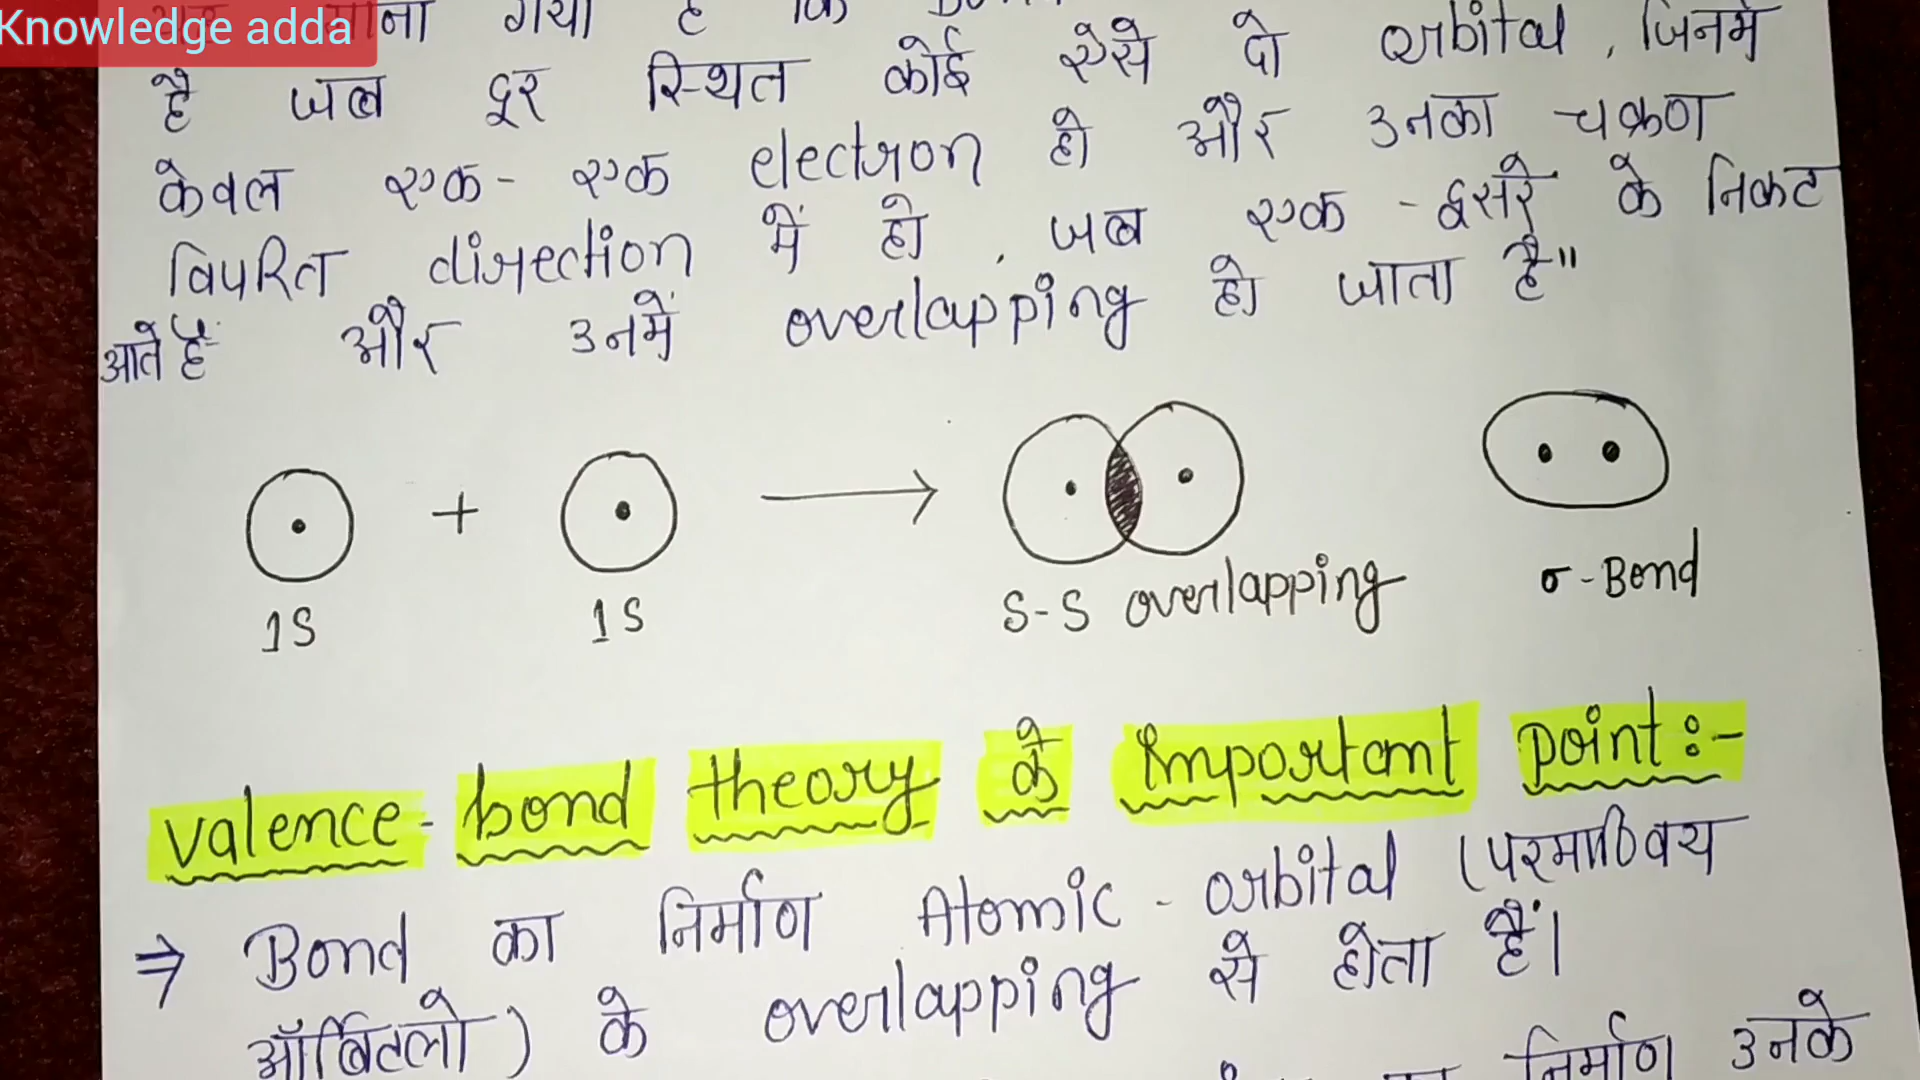 Knowledge adda
माना गया है कि
है जब दूर स्थित कोई ऐसे दो orbital , जिनमें
केवल एक- एक electron हो और उनका चक्रण
विपरित direction में हो , जब एक - दूसरे के निकट
आते हैं और उनमें overlapping हो जाता है"
1S + 1S → S-S overlapping σ-Bond
valence-bond theory के important point:-
⇒ Bond का निर्माण Atomic-orbital (परमाण्विय
ऑर्बिटलो) के overlapping से होता हैं।
निर्माण उनके